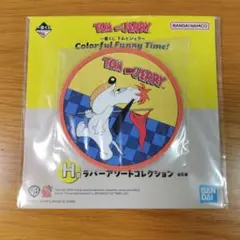 TOM and JERRY
BANDAI NAMCO
一番くじ トムとジェリー
Colorful Funny Time!
TOM and JERRY
H賞
ラバーアソートコレクション
BANDAI